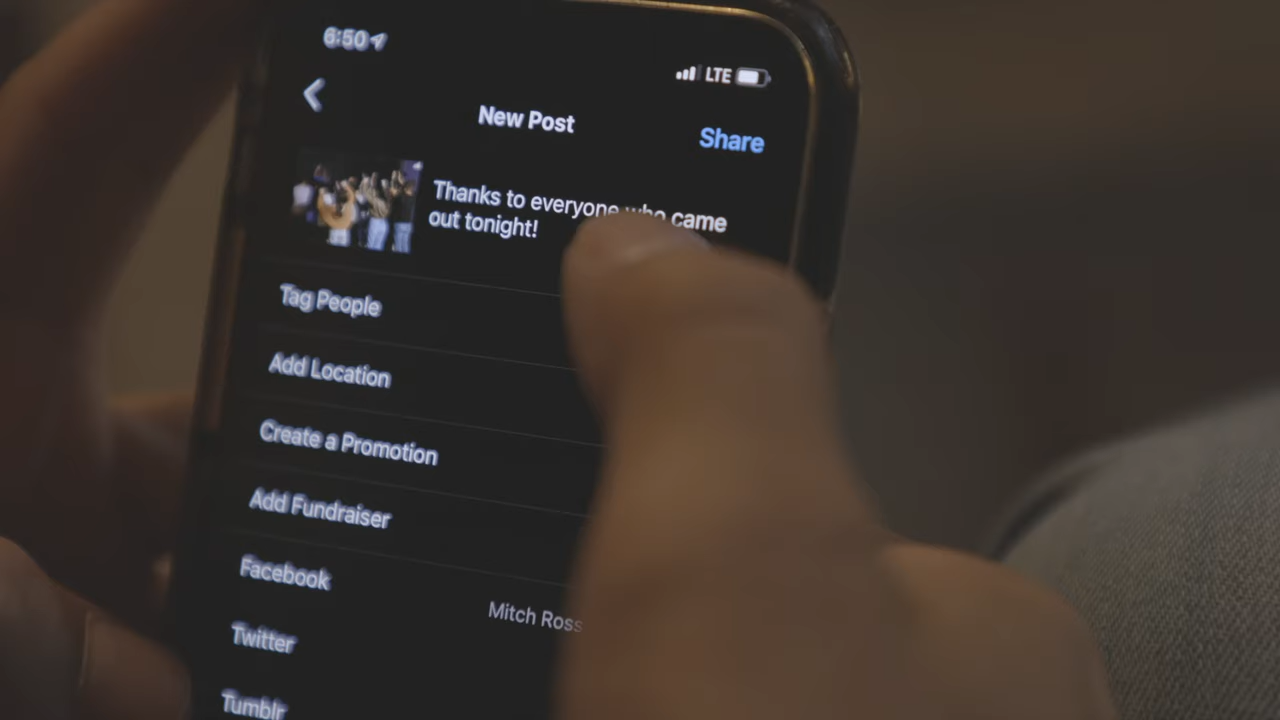 6:50
LTE
New Post
Share
Thanks to everyone who came
out tonight!
Tag People
Add Location
Create a Promotion
Add Fundraiser
Facebook
Mitch Ross
Twitter
Tumblr